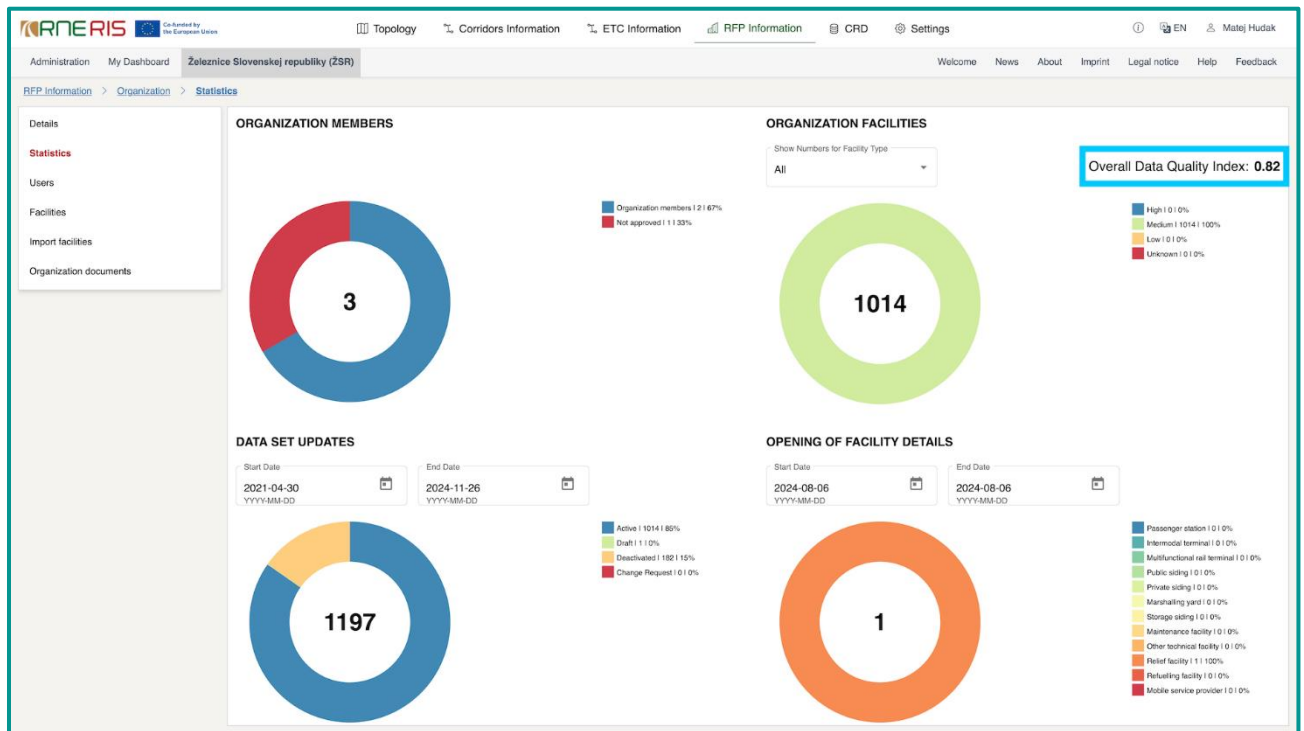 RNE RIS
Co-funded by
the European Union
Topology
Corridors Information
ETC Information
RFP Information
CRD
Settings
EN
Matej Hudak
Administration
My Dashboard
Železnice Slovenskej republiky (ŽSR)
Welcome
News
About
Imprint
Legal notice
Help
Feedback
RFP Information > Organization > Statistics
Details
Statistics
Users
Facilities
Import facilities
Organization documents
ORGANIZATION MEMBERS
Organization members | 2 | 67%
Not approved | 1 | 33%
3
ORGANIZATION FACILITIES
Show Numbers for Facility Type
All
Overall Data Quality Index: 0.82
High | 0 | 0%
Medium | 1014 | 100%
Low | 0 | 0%
Unknown | 0 | 0%
1014
DATA SET UPDATES
Start Date
2021-04-30
YYYY-MM-DD
End Date
2024-11-26
YYYY-MM-DD
Active | 1014 | 85%
Draft | 1 | 0%
Deactivated | 182 | 15%
Change Request | 0 | 0%
1197
OPENING OF FACILITY DETAILS
Start Date
2024-08-06
YYYY-MM-DD
End Date
2024-08-06
YYYY-MM-DD
Passenger station | 0 | 0%
Intermodal terminal | 0 | 0%
Multifunctional rail terminal | 0 | 0%
Public siding | 0 | 0%
Private siding | 0 | 0%
Marshalling yard | 0 | 0%
Storage siding | 0 | 0%
Maintenance facility | 0 | 0%
Other technical facility | 0 | 0%
Relief facility | 1 | 100%
Refuelling facility | 0 | 0%
Mobile service provider | 0 | 0%
1